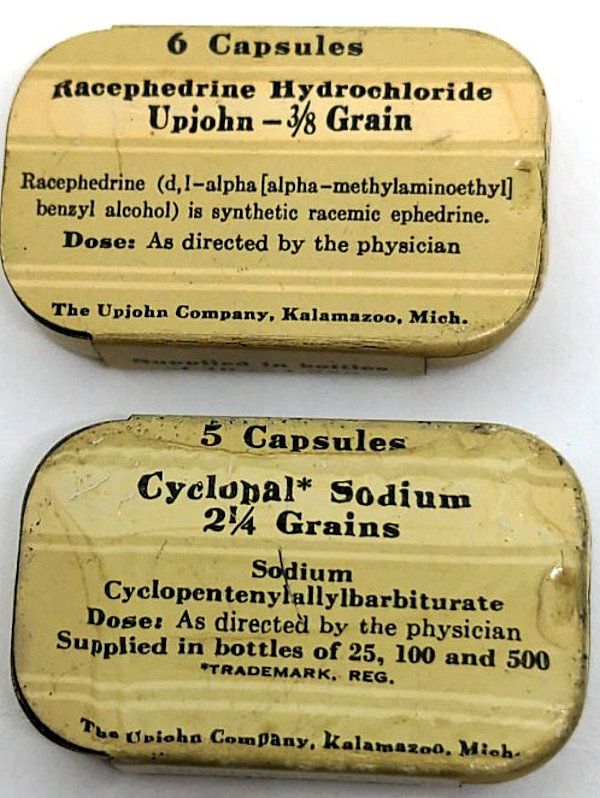 6 Capsules
Racephedrine Hydrochloride
Upjohn – 3/8 Grain
Racephedrine (d,l-alpha [alpha-methylaminoethyl]
benzyl alcohol) is synthetic racemic ephedrine.
Dose: As directed by the physician
The Upjohn Company, Kalamazoo, Mich.
Supplied in bottles
5 Capsules
Cyclopal* Sodium
2¼ Grains
Sodium
Cyclopentenylallylbarbiturate
Dose: As directed by the physician
Supplied in bottles of 25, 100 and 500
*TRADEMARK, REG.
The Upjohn Company, Kalamazoo, Mich.